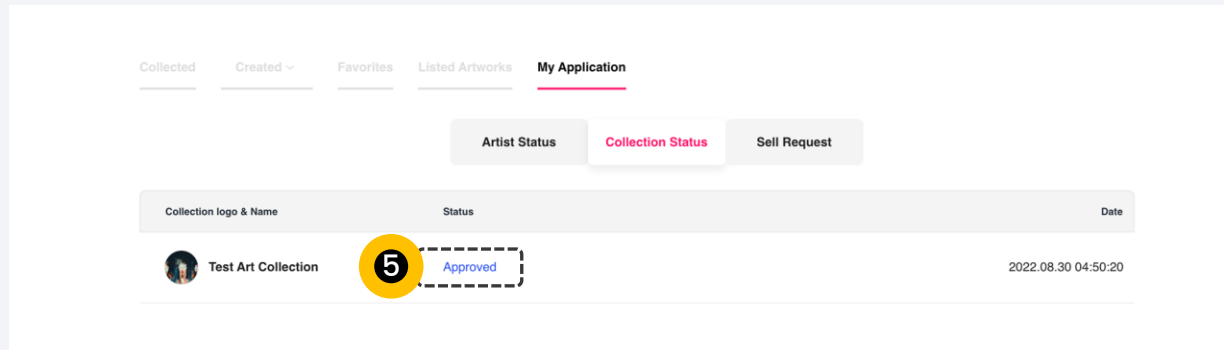 Collected Created Favorites Listed Artworks My Application
Artist Status Collection Status Sell Request
Collection logo & Name Status Date
Test Art Collection 5 Approved 2022.08.30 04:50:20